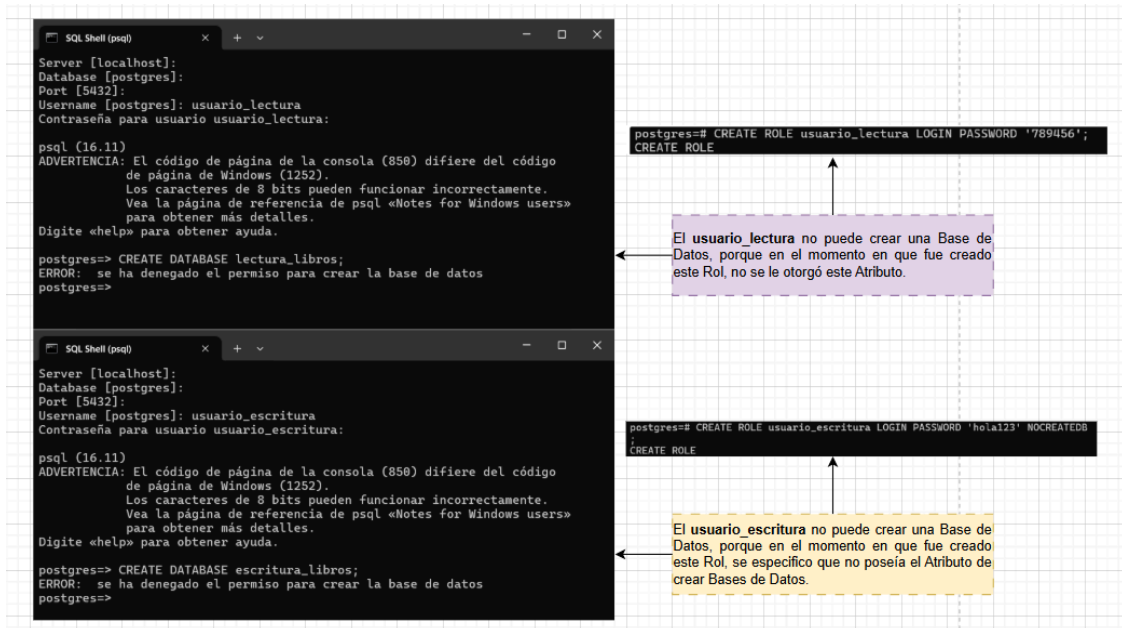 SQL Shell (psql)
Server [localhost]:
Database [postgres]:
Port [5432]:
Username [postgres]: usuario_lectura
Contraseña para usuario usuario_lectura:
psql (16.11)
ADVERTENCIA: El código de página de la consola (850) difiere del código
de página de Windows (1252).
Los caracteres de 8 bits pueden funcionar incorrectamente.
Vea la página de referencia de psql «Notes for Windows users»
para obtener más detalles.
Digite «help» para obtener ayuda.
postgres=> CREATE DATABASE lectura_libros;
ERROR:  se ha denegado el permiso para crear la base de datos
postgres=>
postgres=# CREATE ROLE usuario_lectura LOGIN PASSWORD '789456';
CREATE ROLE
El usuario_lectura no puede crear una Base de
Datos, porque en el momento en que fue creado
este Rol, no se le otorgó este Atributo.
SQL Shell (psql)
Server [localhost]:
Database [postgres]:
Port [5432]:
Username [postgres]: usuario_escritura
Contraseña para usuario usuario_escritura:
psql (16.11)
ADVERTENCIA: El código de página de la consola (850) difiere del código
de página de Windows (1252).
Los caracteres de 8 bits pueden funcionar incorrectamente.
Vea la página de referencia de psql «Notes for Windows users»
para obtener más detalles.
Digite «help» para obtener ayuda.
postgres=> CREATE DATABASE escritura_libros;
ERROR:  se ha denegado el permiso para crear la base de datos
postgres=>
postgres=# CREATE ROLE usuario_escritura LOGIN PASSWORD 'hola123' NOCREATEDB
;
CREATE ROLE
El usuario_escritura no puede crear una Base de
Datos, porque en el momento en que fue creado
este Rol, se especifico que no poseía el Atributo de
crear Bases de Datos.